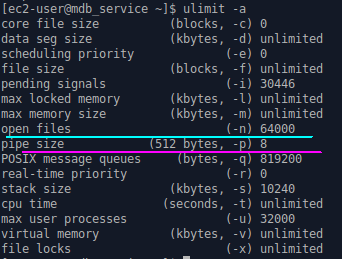 [ec2-user@mdb_service ~]$ ulimit -a
core file size (blocks, -c) 0
data seg size (kbytes, -d) unlimited
scheduling priority (-e) 0
file size (blocks, -f) unlimited
pending signals (-i) 30446
max locked memory (kbytes, -l) unlimited
max memory size (kbytes, -m) unlimited
open files (-n) 64000
pipe size (512 bytes, -p) 8
POSIX message queues (bytes, -q) 819200
real-time priority (-r) 0
stack size (kbytes, -s) 10240
cpu time (seconds, -t) unlimited
max user processes (-u) 32000
virtual memory (kbytes, -v) unlimited
file locks (-x) unlimited